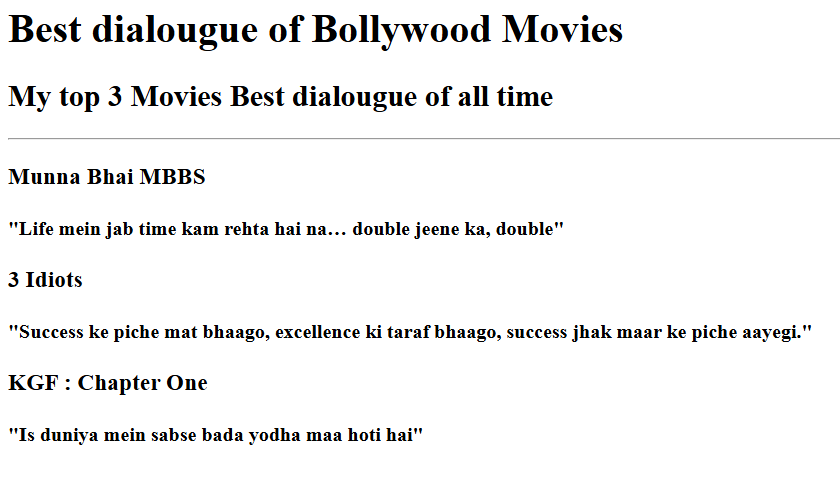 Best dialougue of Bollywood Movies
My top 3 Movies Best dialougue of all time
Munna Bhai MBBS
"Life mein jab time kam rehta hai na… double jeene ka, double"
3 Idiots
"Success ke piche mat bhaago, excellence ki taraf bhaago, success jhak maar ke piche aayegi."
KGF : Chapter One
"Is duniya mein sabse bada yodha maa hoti hai"